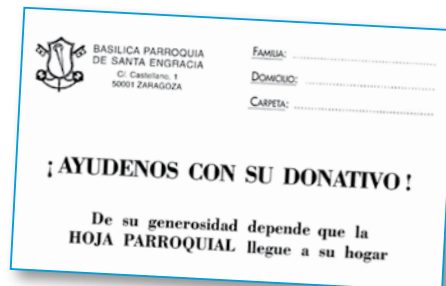 BASILICA PARROQUIA
DE SANTA ENGRACIA
C/. Castellano, 1
50001 ZARAGOZA
FAMILIA:
DOMICILIO:
CARPETA:
¡AYUDENOS CON SU DONATIVO!
De su generosidad depende que la
HOJA PARROQUIAL llegue a su hogar